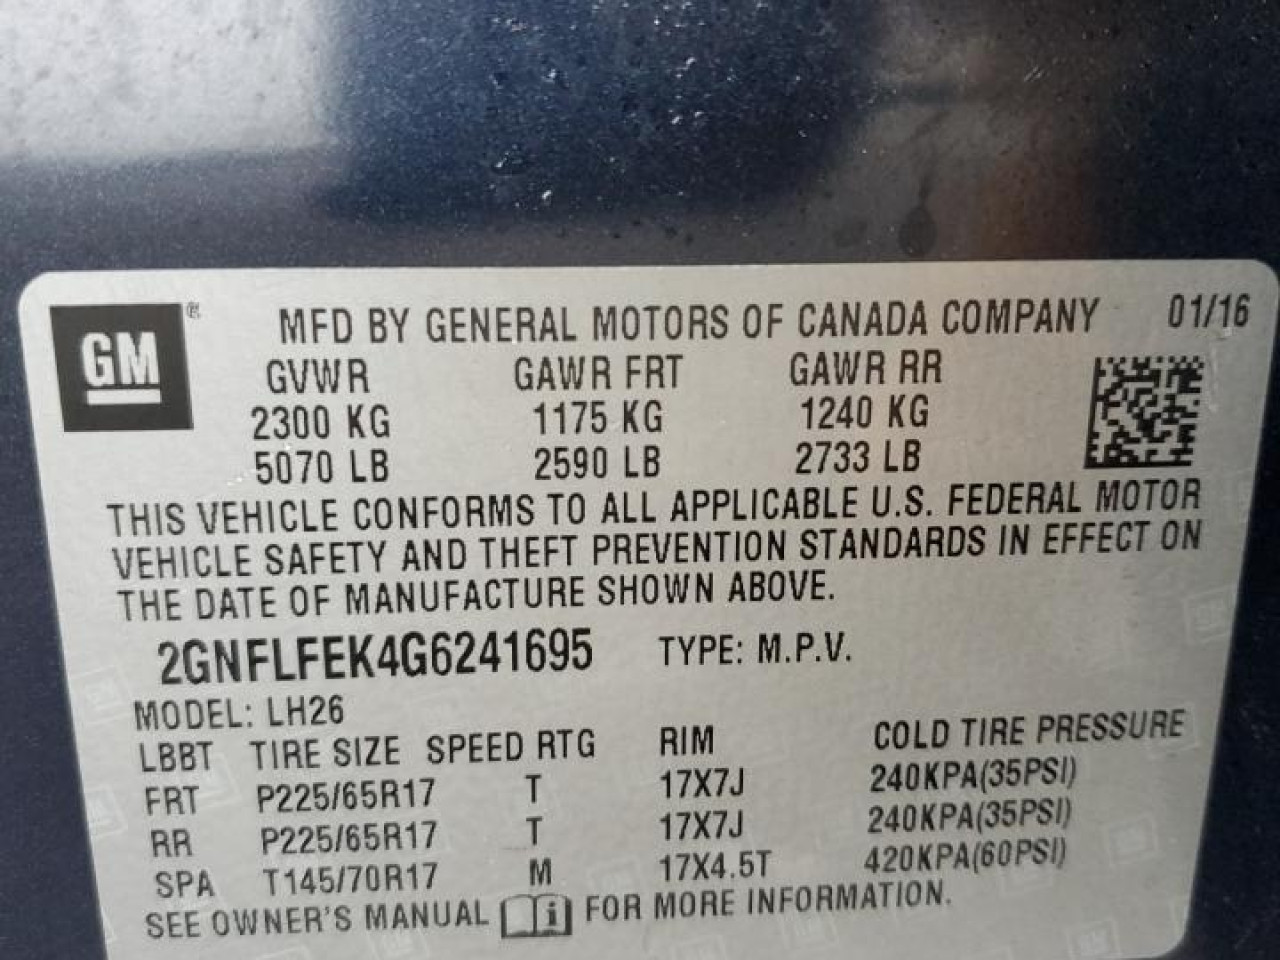 GM® MFD BY GENERAL MOTORS OF CANADA COMPANY 01/16
GVWR GAWR FRT GAWR RR
2300 KG 1175 KG 1240 KG
5070 LB 2590 LB 2733 LB
THIS VEHICLE CONFORMS TO ALL APPLICABLE U.S. FEDERAL MOTOR
VEHICLE SAFETY AND THEFT PREVENTION STANDARDS IN EFFECT ON
THE DATE OF MANUFACTURE SHOWN ABOVE.
2GNFLFEK4G6241695 TYPE: M.P.V.
MODEL: LH26
LBBT TIRE SIZE SPEED RTG RIM COLD TIRE PRESSURE
FRT P225/65R17 T 17X7J 240KPA(35PSI)
RR P225/65R17 T 17X7J 240KPA(35PSI)
SPA T145/70R17 M 17X4.5T 420KPA(60PSI)
SEE OWNER'S MANUAL i FOR MORE INFORMATION.